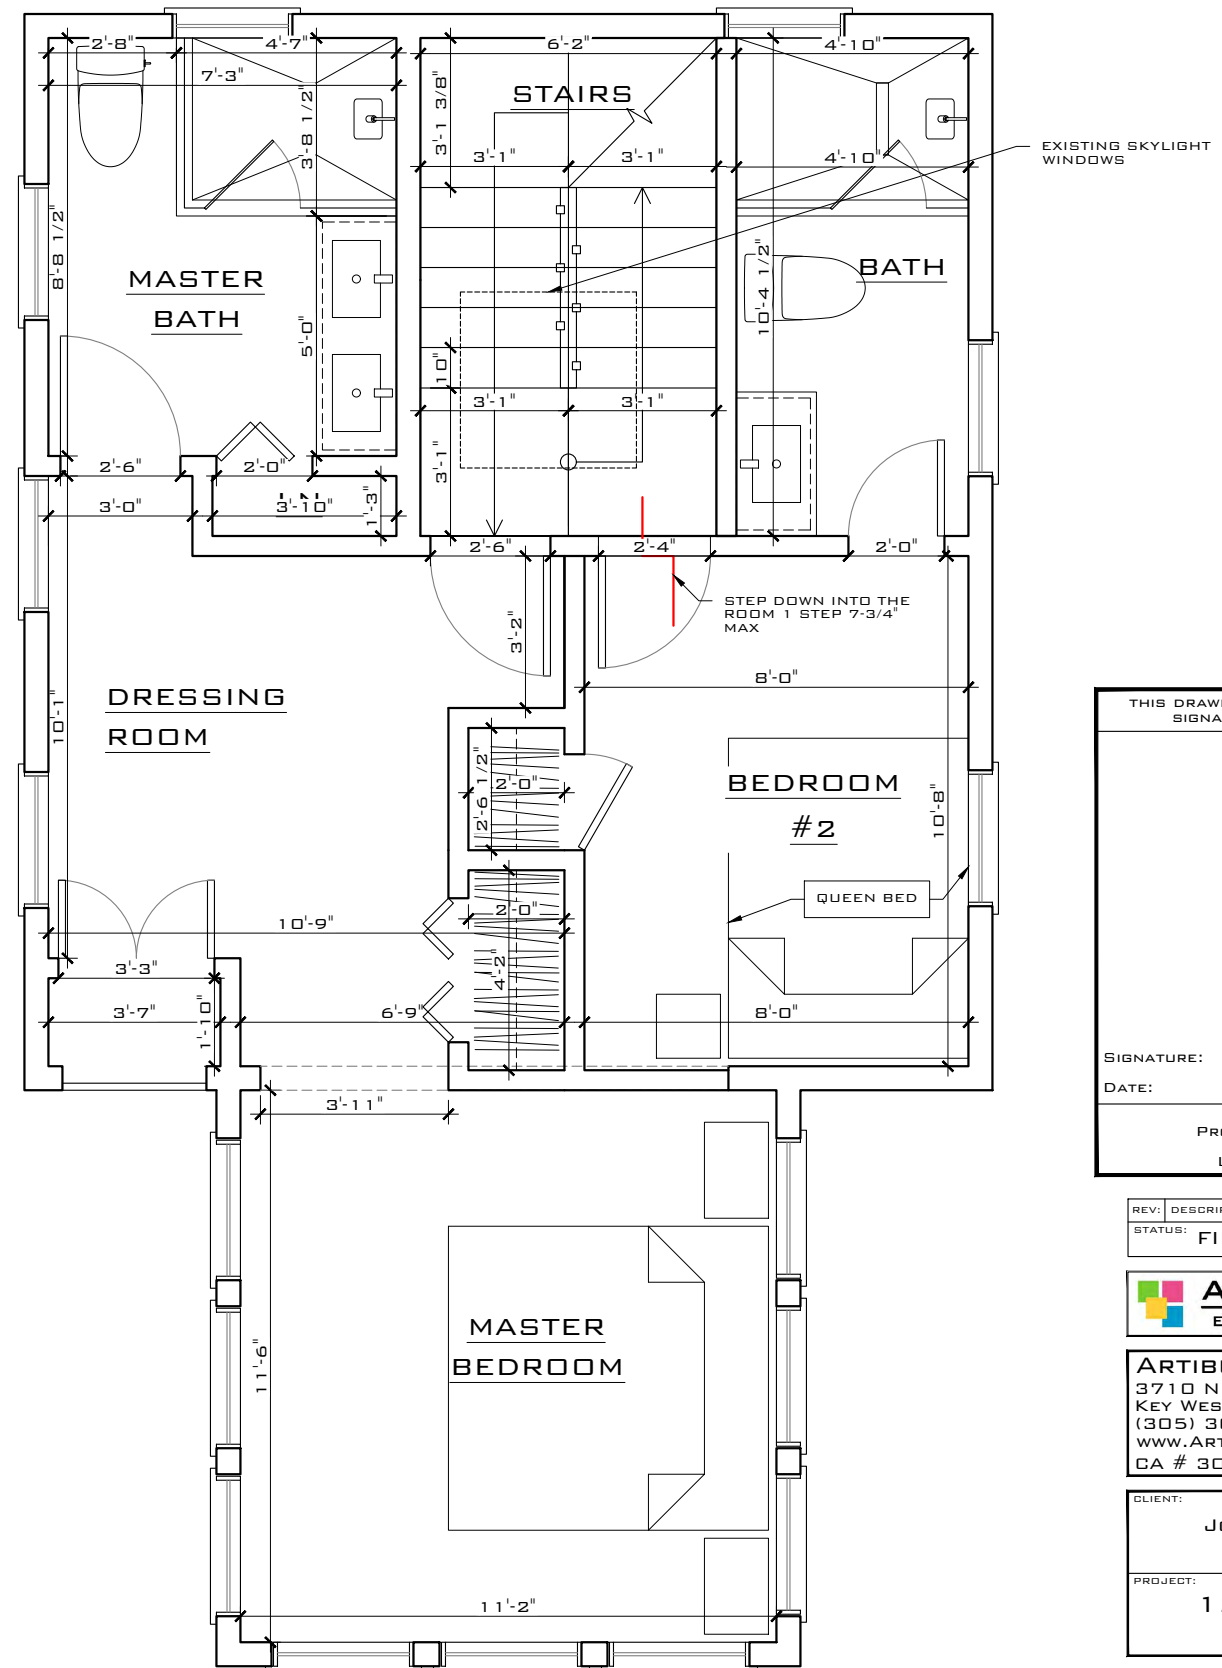 2'-8"
4'-7"
6'-2"
4'-10"
7'-3"
STAIRS
3'-8 1/2"
3'-1 3/8"
3'-1"
3'-1"
4'-10"
EXISTING SKYLIGHT
WINDOWS
8'-8 1/2"
MASTER
BATH
10'-4 1/2"
BATH
5'-0"
10"
3'-1"
3'-1"
3'-1"
2'-6"
2'-0"
3'-0"
3'-10"
1'-3"
2'-6"
2'-4"
2'-0"
3'-2"
STEP DOWN INTO THE
ROOM 1 STEP 7-3/4"
MAX
8'-0"
DRESSING
ROOM
10'-1"
2'-6 1/2"
2'-0"
BEDROOM
#2
10'-8"
QUEEN BED
2'-0"
10'-9"
4'-2"
3'-3"
3'-7"
1'-10"
6'-9"
8'-0"
3'-11"
MASTER
BEDROOM
11'-6"
11'-2"
THIS DRAW
SIGNA
SIGNATURE:
DATE:
PR
REV: DESCRI
STATUS: FI
A
E
ARTIB
3710 N
KEY WES
(305) 3
WWW.ART
CA # 30
CLIENT:
JO
PROJECT:
1